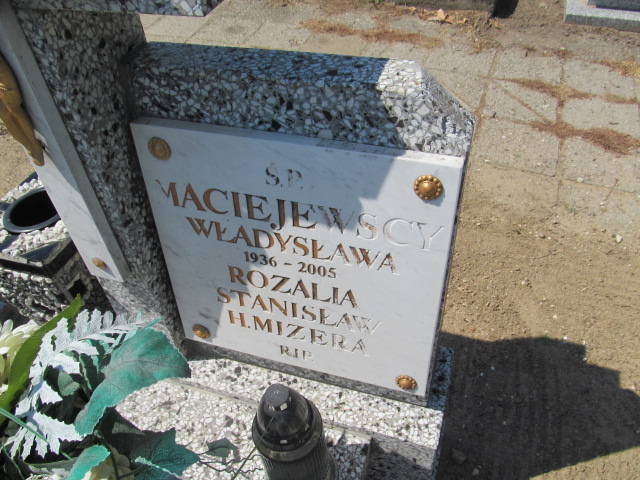 Ś.P.
MACIEJEWSCY
WŁADYSŁAWA
1936 - 2005
ROZALIA
STANISŁAW
H.MIZERA
RIP.